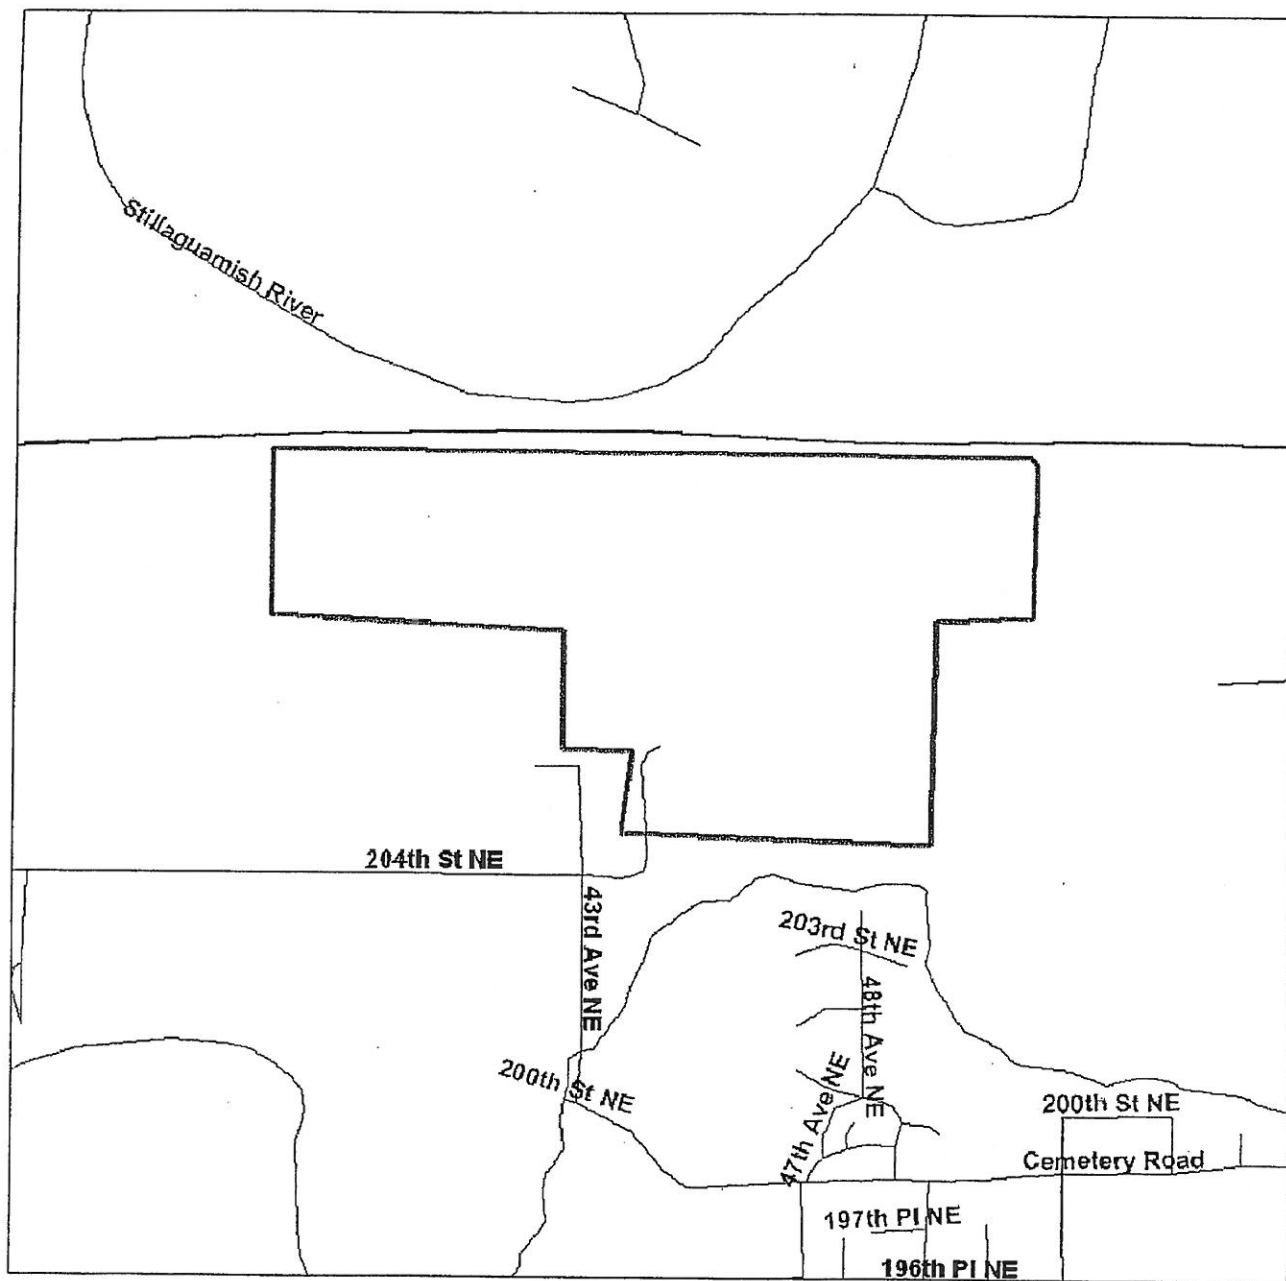 Stillaguamish River
204th St NE
43rd Ave NE
203rd St NE
48th Ave NE
200th St NE
47th Ave NE
200th St NE
Cemetery Road
197th Pl NE
196th Pl NE